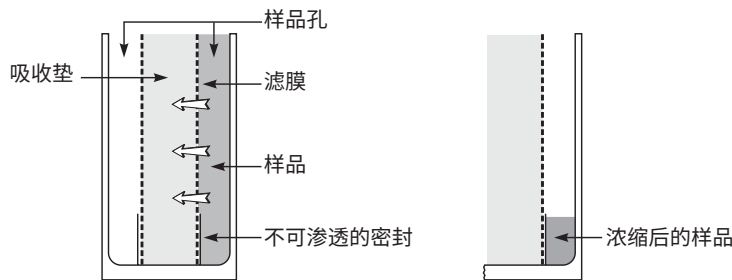 样品孔
吸收垫
滤膜
样品
不可渗透的密封
浓缩后的样品